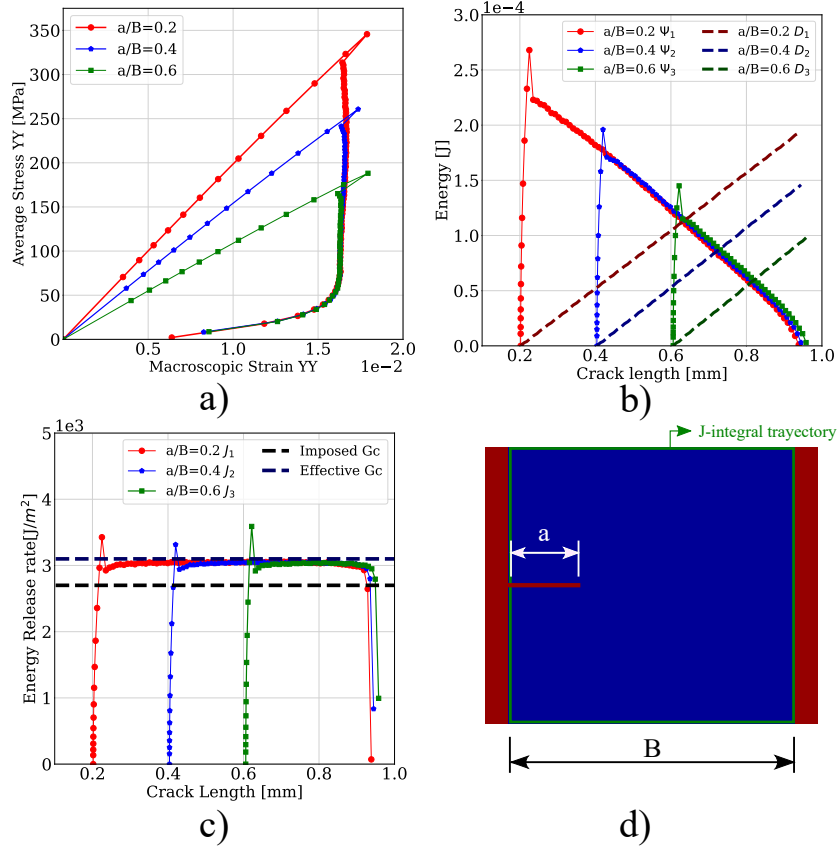 a/B=0.2
a/B=0.4
a/B=0.6
Average Stress YY [MPa]
350
300
250
200
150
100
50
0
0.5 1.0 1.5 2.0
1e−2
Macroscopic Strain YY
a)
1e−4
a/B=0.2 Ψ1 a/B=0.2 D1
a/B=0.4 Ψ2 a/B=0.4 D2
a/B=0.6 Ψ3 a/B=0.6 D3
Energy [J]
3.0
2.5
2.0
1.5
1.0
0.5
0.0
0.0 0.2 0.4 0.6 0.8 1.0
Crack length [mm]
b)
1e3
a/B=0.2 J1 Imposed Gc
a/B=0.4 J2 Effective Gc
a/B=0.6 J3
Energy Release rate[J/m²]
5
4
3
2
1
0
0.2 0.4 0.6 0.8 1.0
Crack Length [mm]
c)
J-integral trayectory
a
B
d)